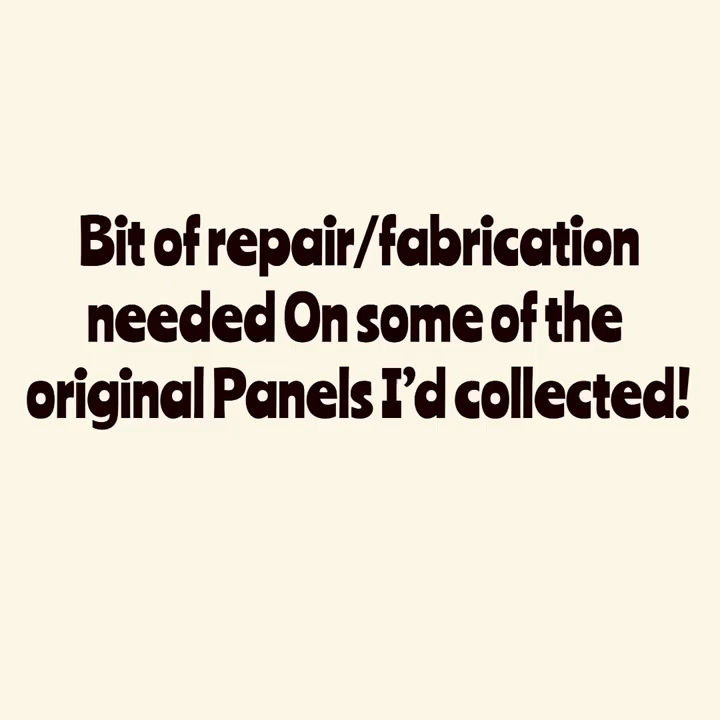 Bit of repair/fabrication
needed On some of the
original Panels I’d collected!